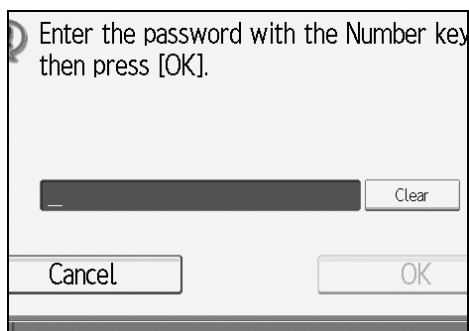 Enter the password with the Number key
then press [OK].
Clear
Cancel
OK